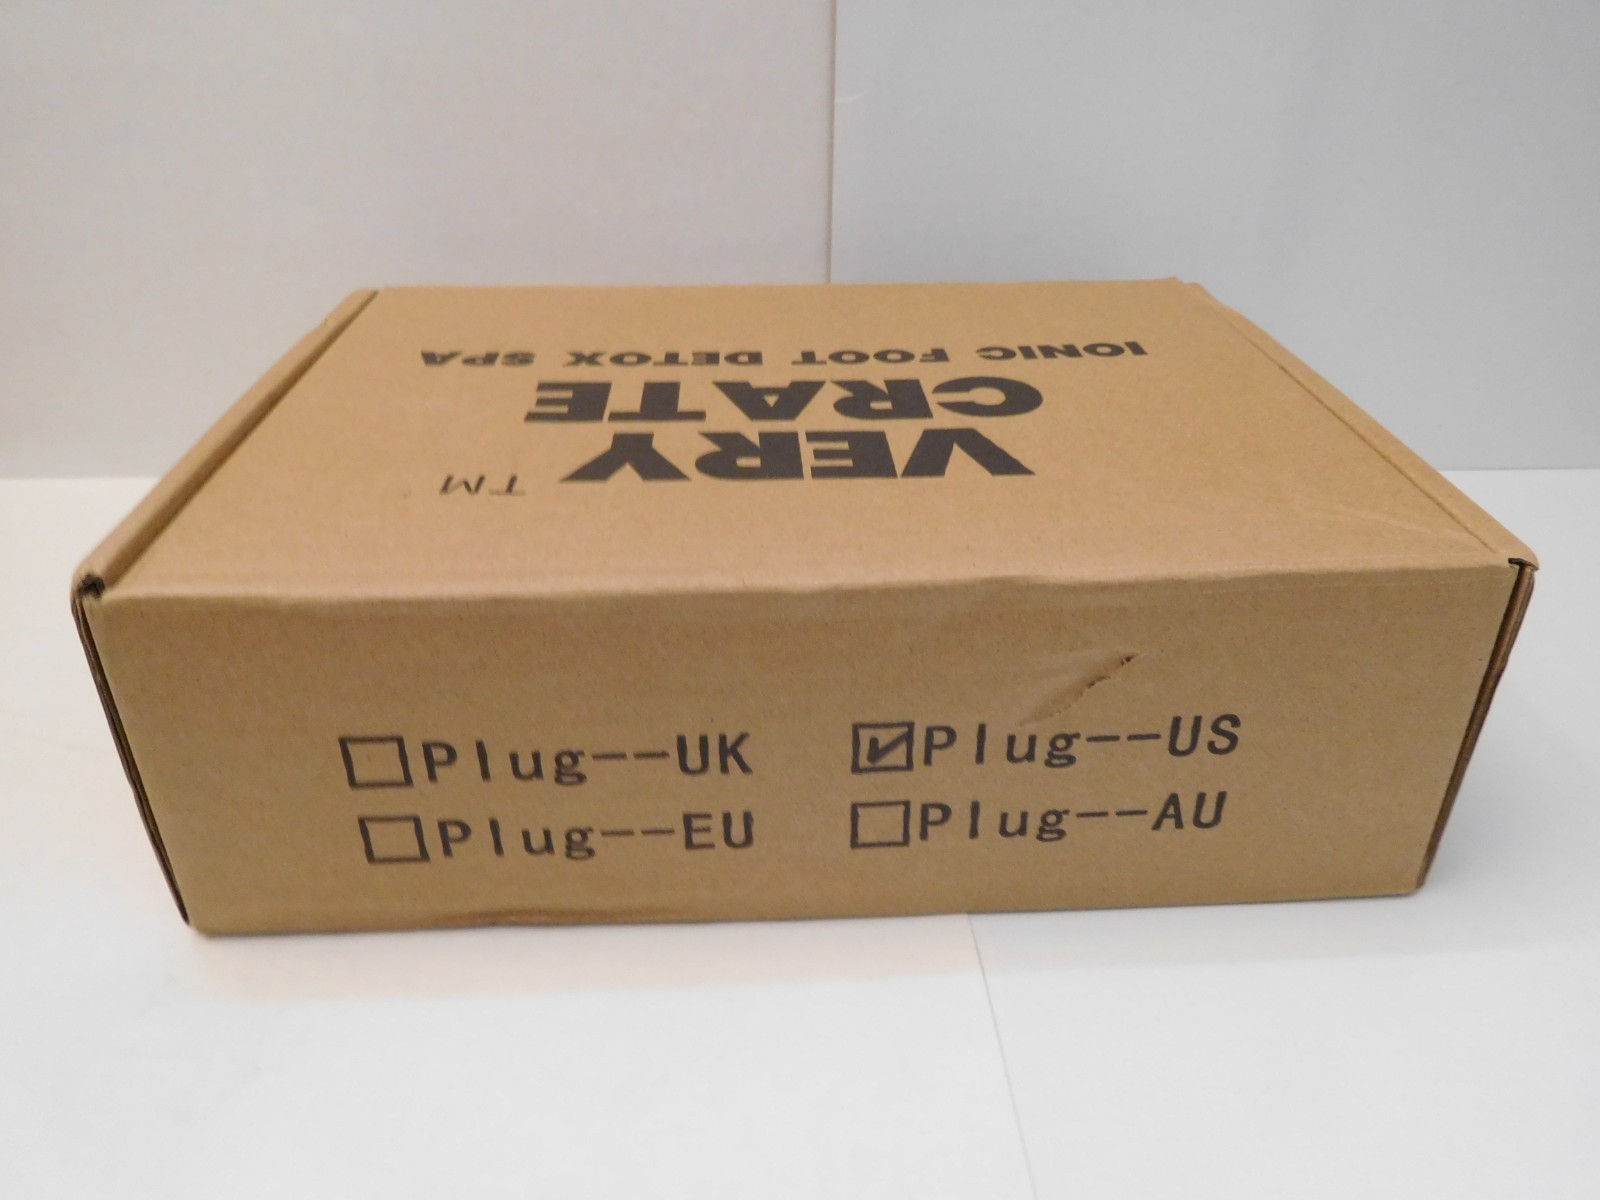 VERY ™
CRATE
IONIC FOOT DETOX SPA
☐Plug--UK ☑Plug--US
☐Plug--EU ☐Plug--AU